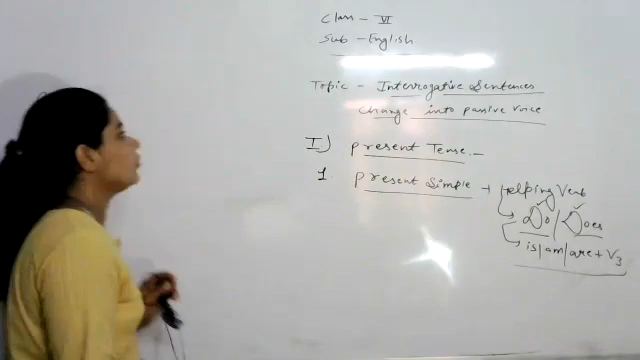 Class - VI
Sub - English
Topic - Interrogative Sentences
Change into passive voice
I) Present Tense -
1 Present Simple → Helping Verb
Do / Does
is/am/are + V3